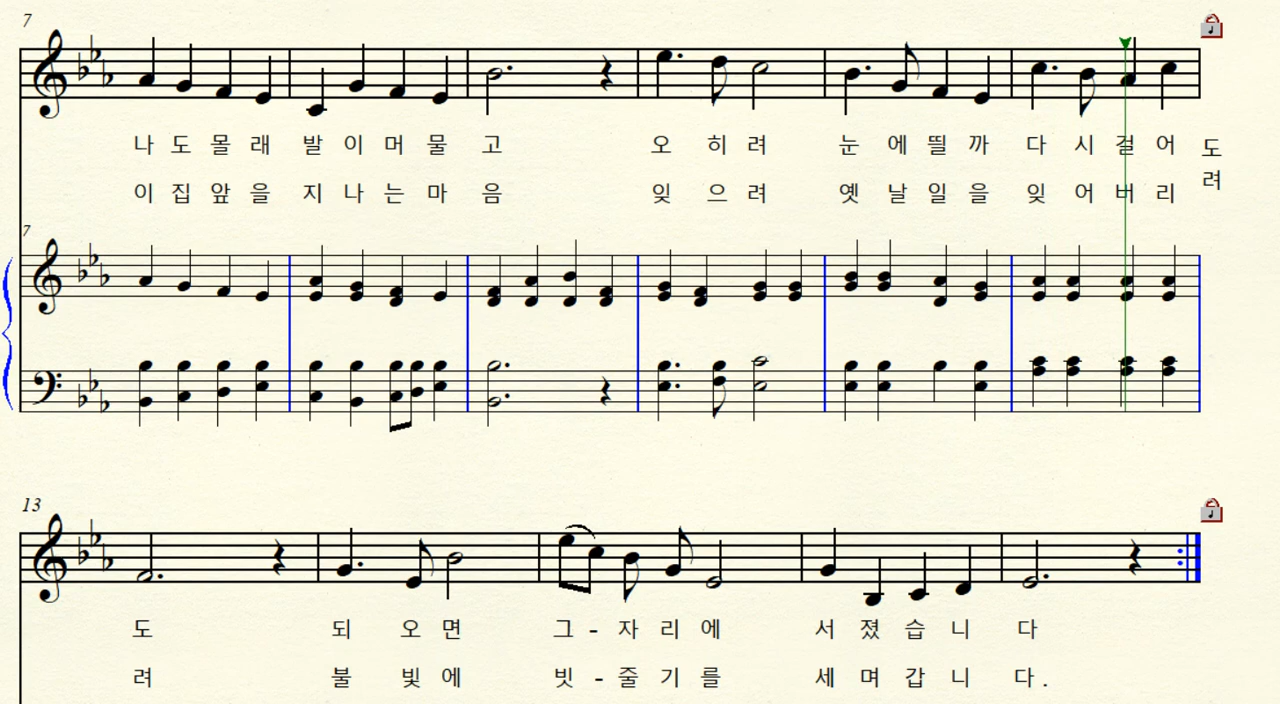 7
나 도 몰 래 발 이 머 물 고 오 히 려 눈 에 띌 까 다 시 걸 어 도
이 집 앞 을 지 나 는 마 음 잊 으 려 옛 날 일 을 잊 어 버 리 려
7
13
도 되 오 면 그 - 자 리 에 서 졌 습 니 다
려 불 빛 에 빗 - 줄 기 를 세 며 갑 니 다 .